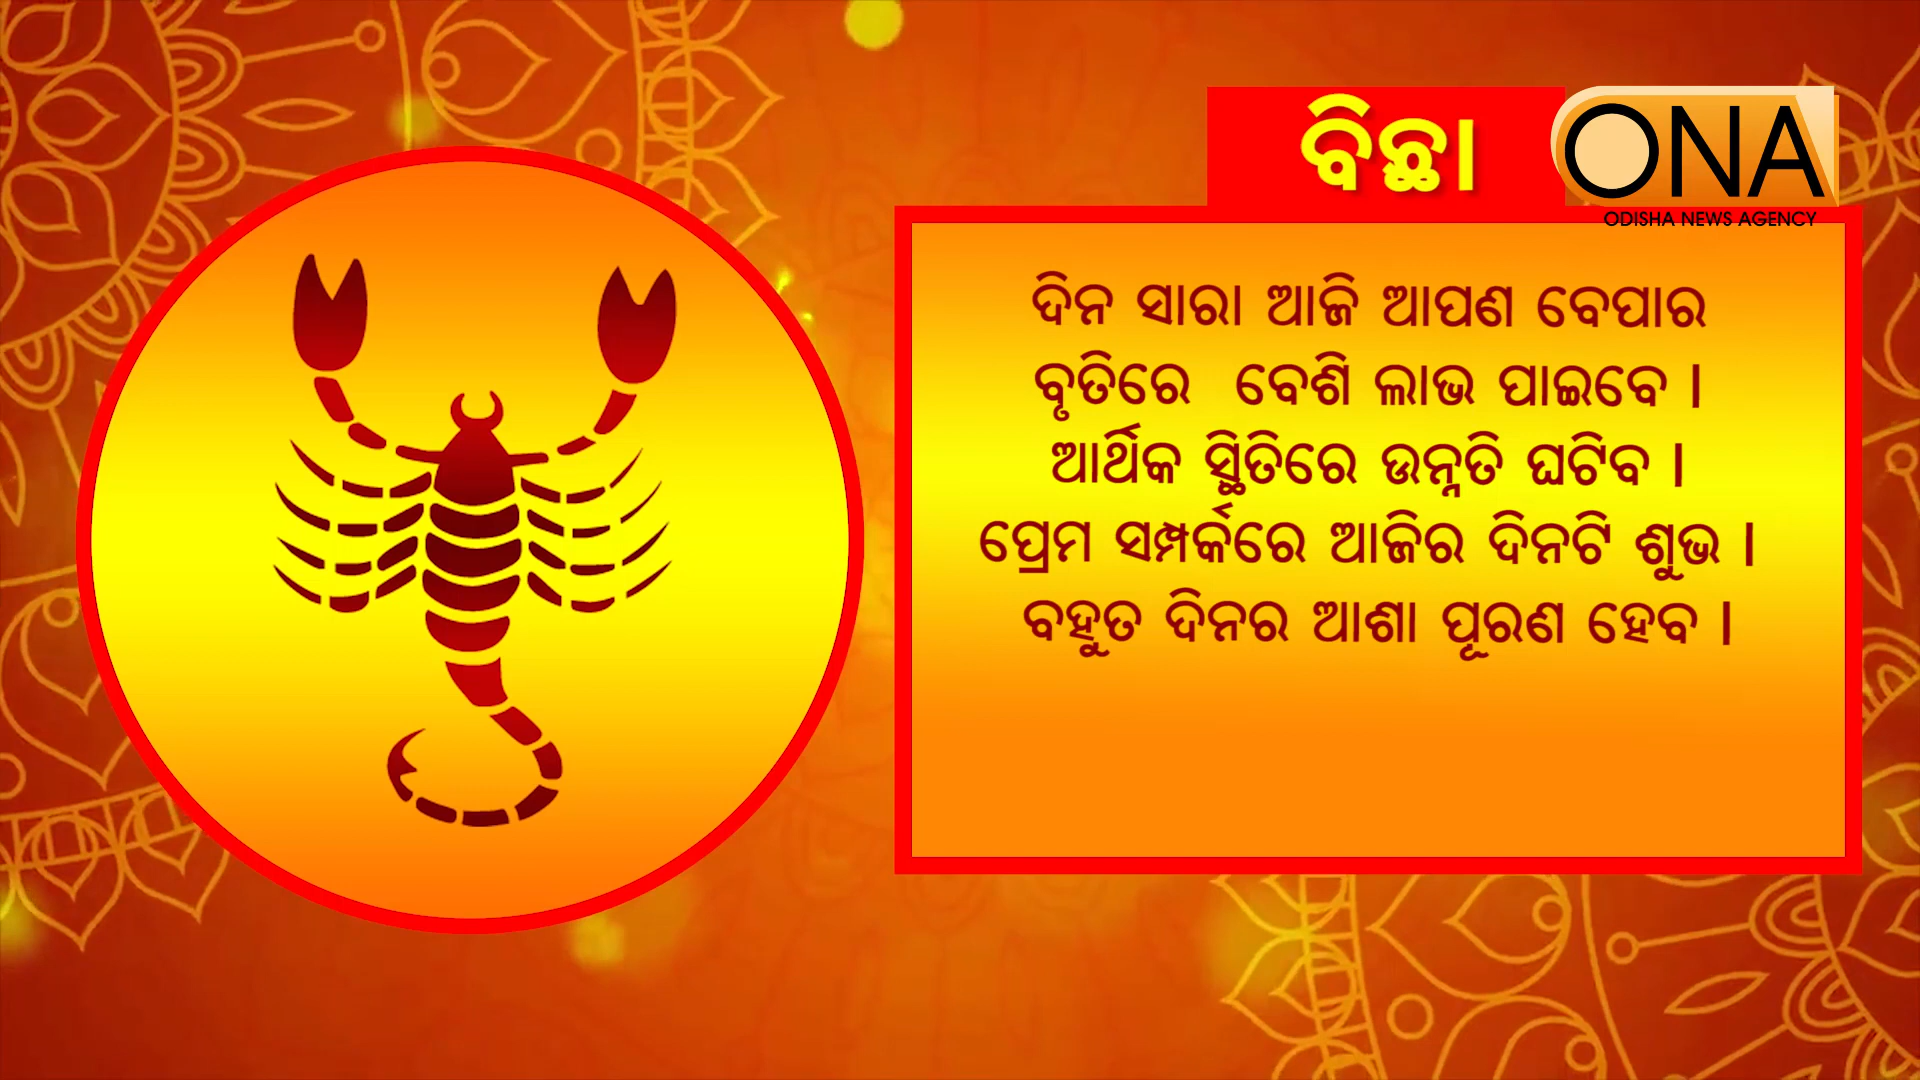 ବିଛା
ONA
ODISHA NEWS AGENCY
ଦିନ ସାରା ଆଜି ଆପଣ ବେପାର
ବୃତିରେ  ବେଶି ଲାଭ ପାଇବେ ।
ଆର୍ଥିକ ସ୍ଥିତିରେ ଉନ୍ନତି ଘଟିବ ।
ପ୍ରେମ ସମ୍ପର୍କରେ ଆଜିର ଦିନଟି ଶୁଭ ।
ବହୁତ ଦିନର ଆଶା ପୂରଣ ହେବ ।